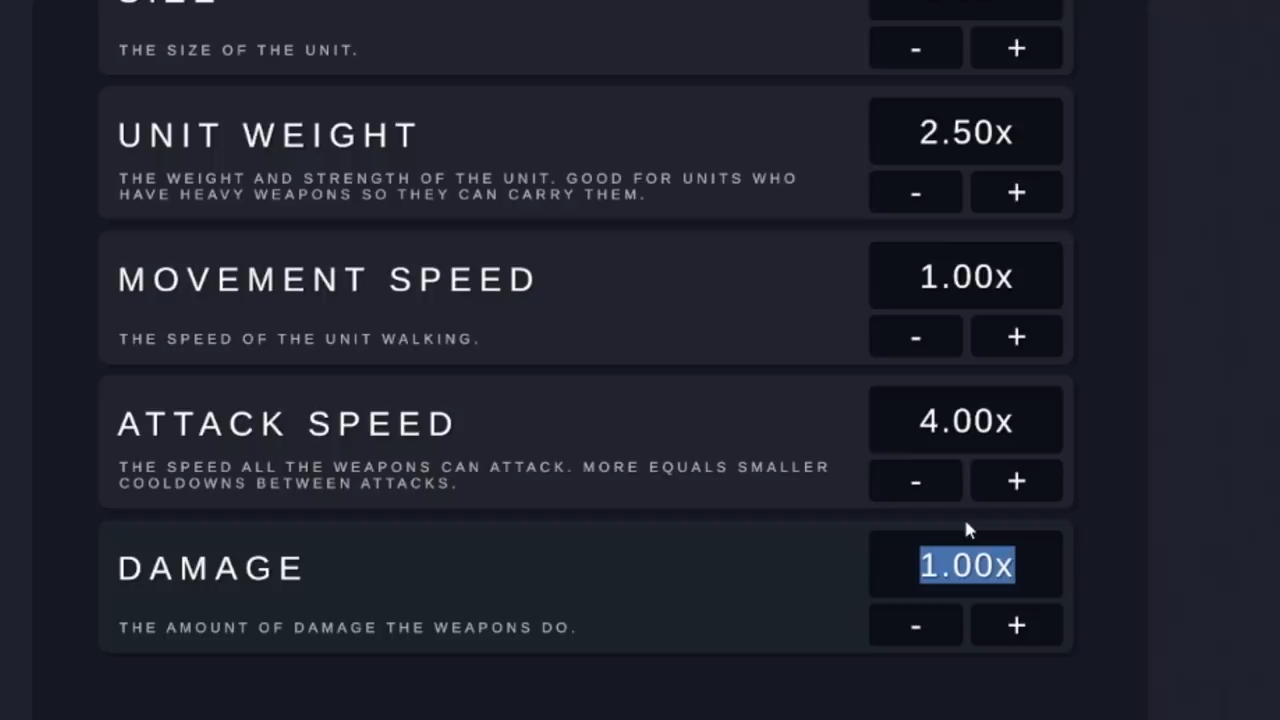 SIZE
THE SIZE OF THE UNIT.
- +
UNIT WEIGHT
2.50x
THE WEIGHT AND STRENGTH OF THE UNIT. GOOD FOR UNITS WHO
HAVE HEAVY WEAPONS SO THEY CAN CARRY THEM.
- +
MOVEMENT SPEED
1.00x
THE SPEED OF THE UNIT WALKING.
- +
ATTACK SPEED
4.00x
THE SPEED ALL THE WEAPONS CAN ATTACK. MORE EQUALS SMALLER
COOLDOWNS BETWEEN ATTACKS.
- +
DAMAGE
1.00x
THE AMOUNT OF DAMAGE THE WEAPONS DO.
- +